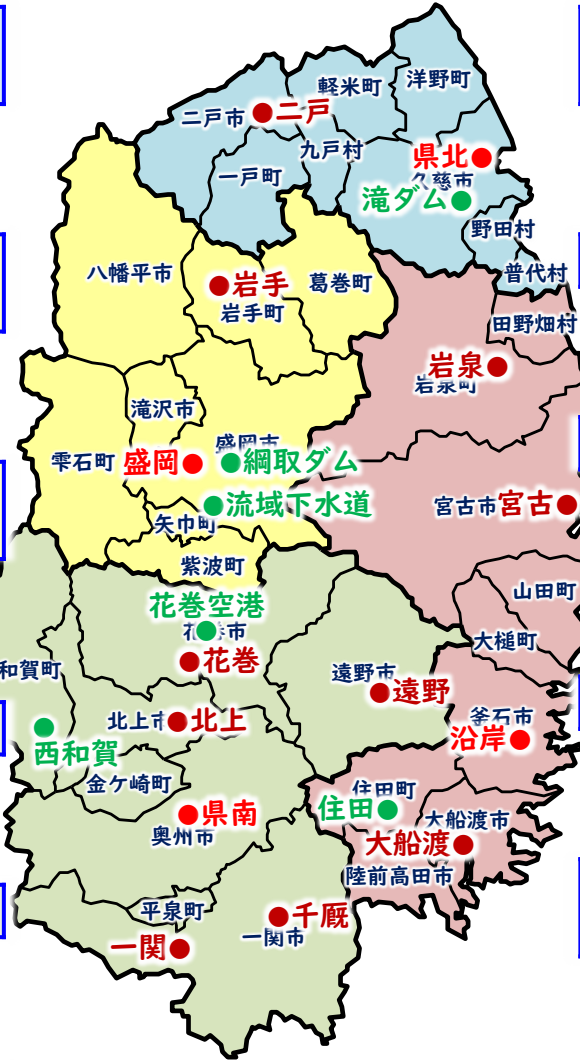 洋野町
軽米町
二戸市
二戸
九戸村
県北
一戸町
久慈市
滝ダム
野田村
八幡平市
普代村
岩手
葛巻町
岩手町
田野畑村
岩泉
岩泉町
滝沢市
盛岡市
雫石町
盛岡
綱取ダム
流域下水道
宮古市
宮古
矢巾町
紫波町
山田町
花巻空港
花巻市
大槌町
花巻
和賀町
遠野市
遠野
北上市
北上
釜石市
沿岸
西和賀
金ケ崎町
住田町
住田
県南
奥州市
大船渡市
大船渡
陸前高田市
平泉町
千厩
一関市
一関